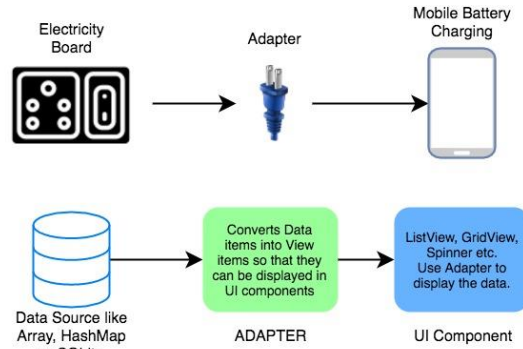 Electricity
Board
Adapter
Mobile Battery
Charging
Converts Data
items into View
items so that they
can be displayed in
UI components
ListView, GridView,
Spinner etc.
Use Adapter to
display the data.
Data Source like
Array, HashMap
ADAPTER
UI Component